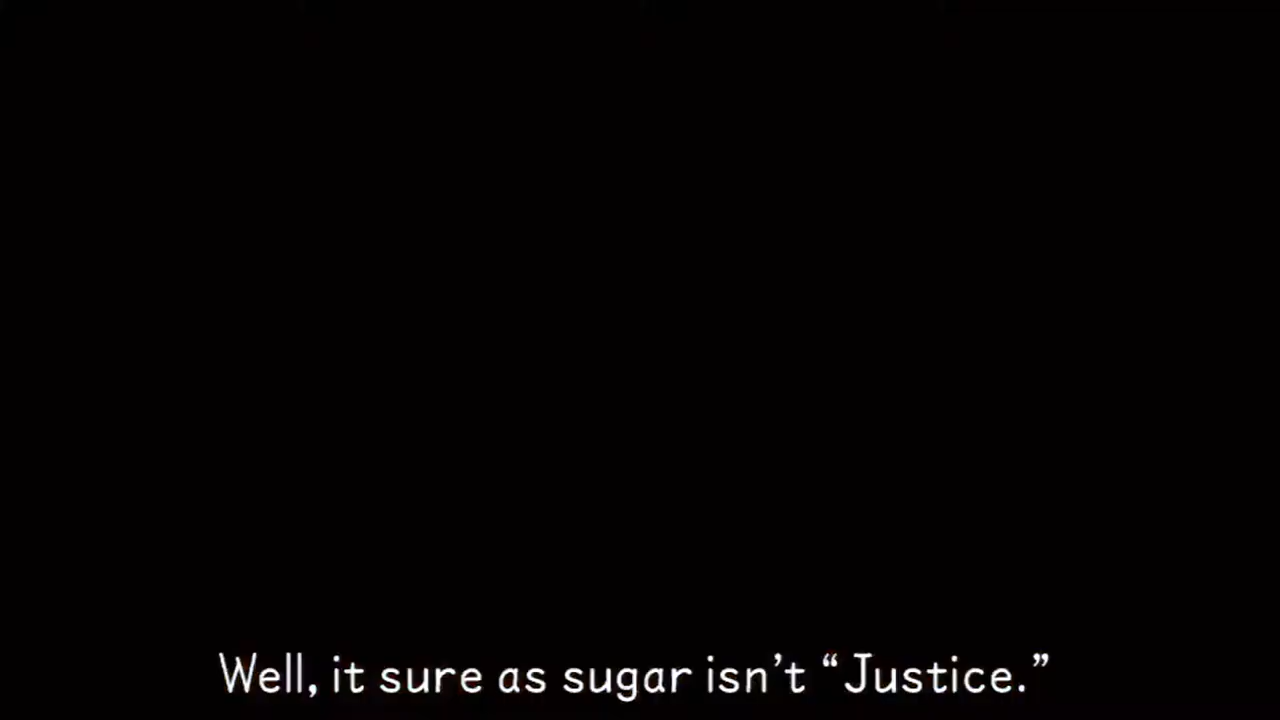 Well, it sure as sugar isn’t “Justice.”